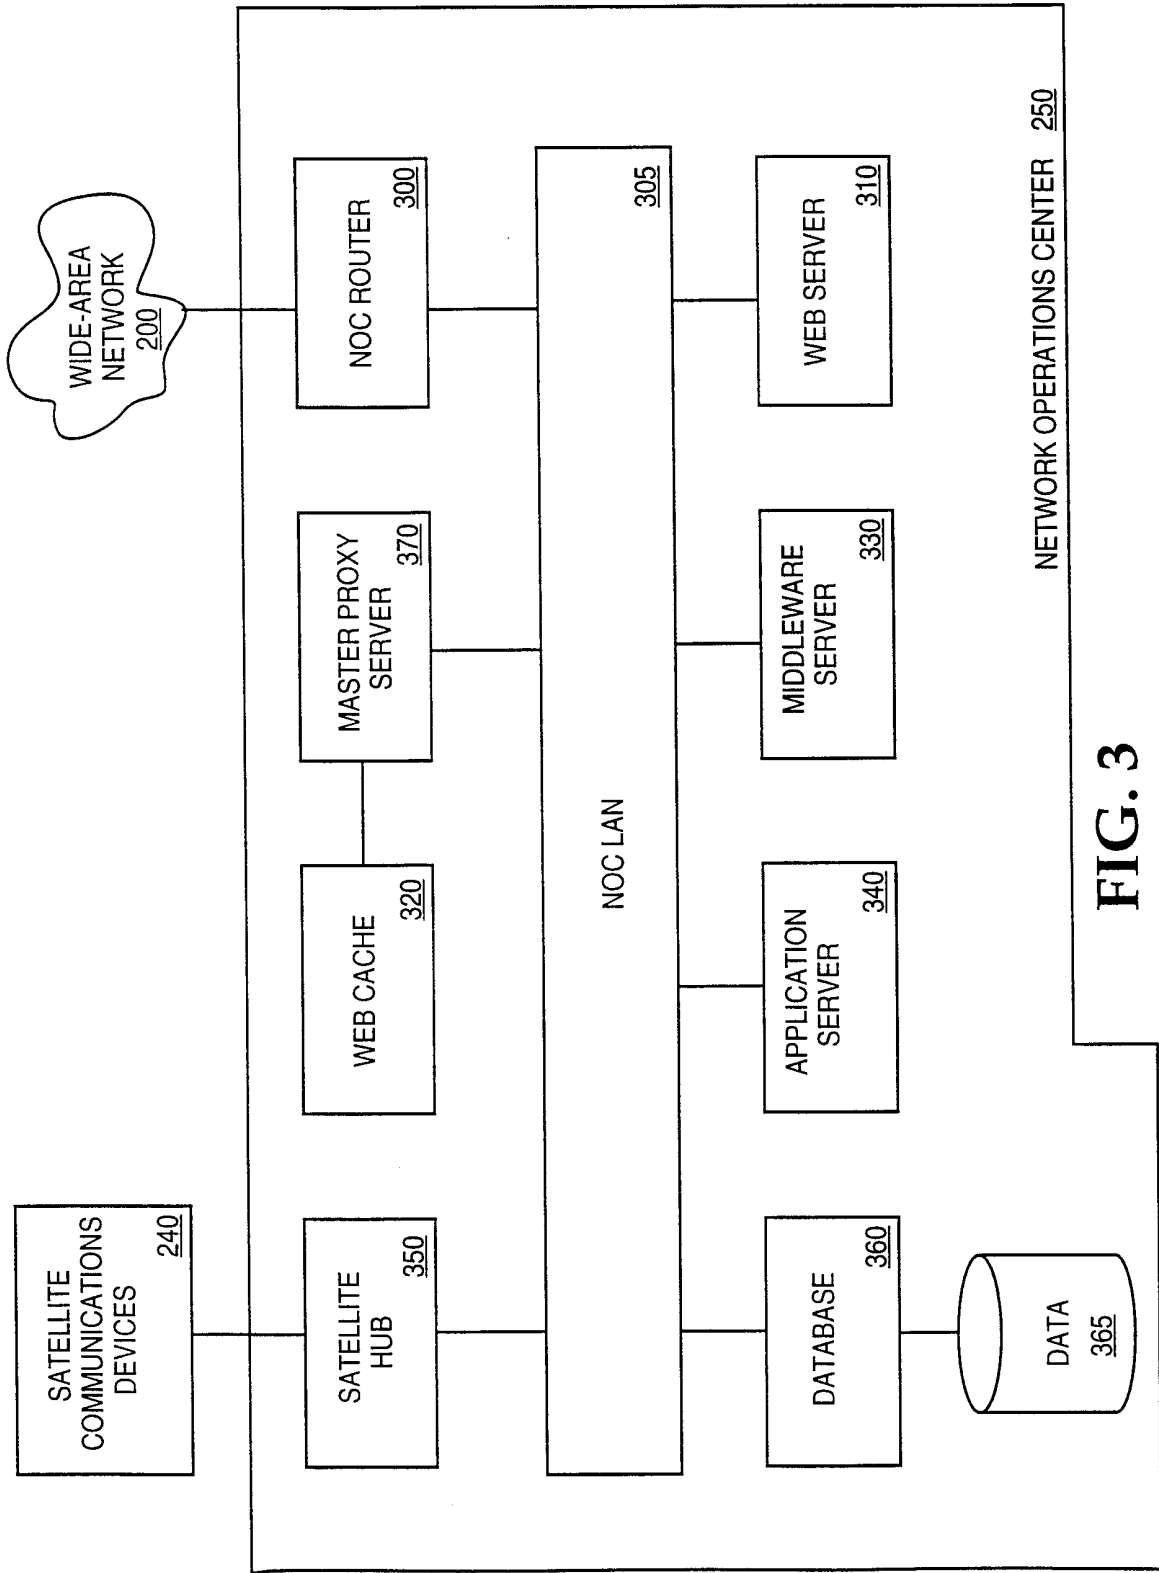 SATELLITE
COMMUNICATIONS
DEVICES
240
WIDE-AREA
NETWORK
200
SATELLITE
HUB
350
WEB CACHE
320
MASTER PROXY
SERVER
370
NOC ROUTER
300
NOC LAN
305
DATABASE
360
APPLICATION
SERVER
340
MIDDLEWARE
SERVER
330
WEB SERVER
310
DATA
365
NETWORK OPERATIONS CENTER 250
FIG. 3